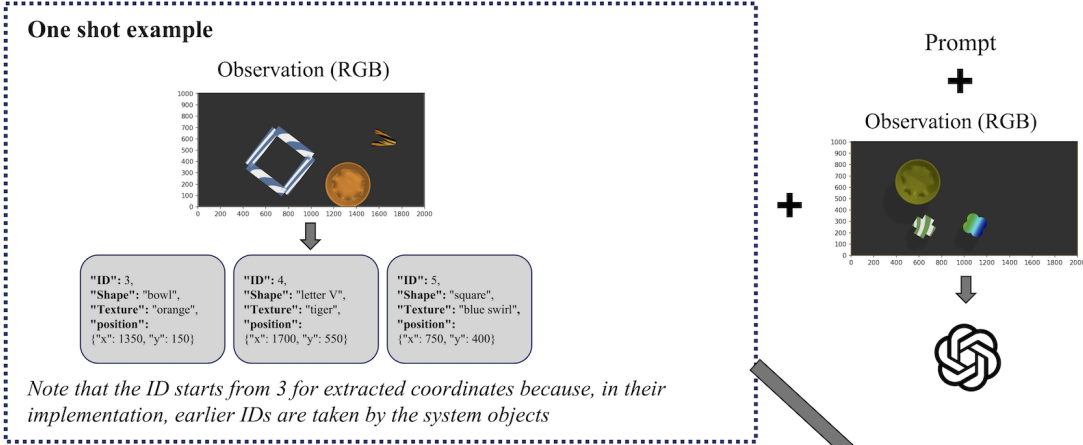 One shot example
Observation (RGB)
1000
900
800
700
600
500
400
300
200
100
0
0 200 400 600 800 1000 1200 1400 1600 1800 2000
"ID": 3,
"Shape": "bowl",
"Texture": "orange",
"position":
{"x": 1350, "y": 150}
"ID": 4,
"Shape": "letter V",
"Texture": "tiger",
"position":
{"x": 1700, "y": 550}
"ID": 5,
"Shape": "square",
"Texture": "blue swirl",
"position":
{"x": 750, "y": 400}
Note that the ID starts from 3 for extracted coordinates because, in their
implementation, earlier IDs are taken by the system objects
Prompt
Observation (RGB)
1000
900
800
700
600
500
400
300
200
100
0
0 200 400 600 800 1000 1200 1400 1600 1800 2000